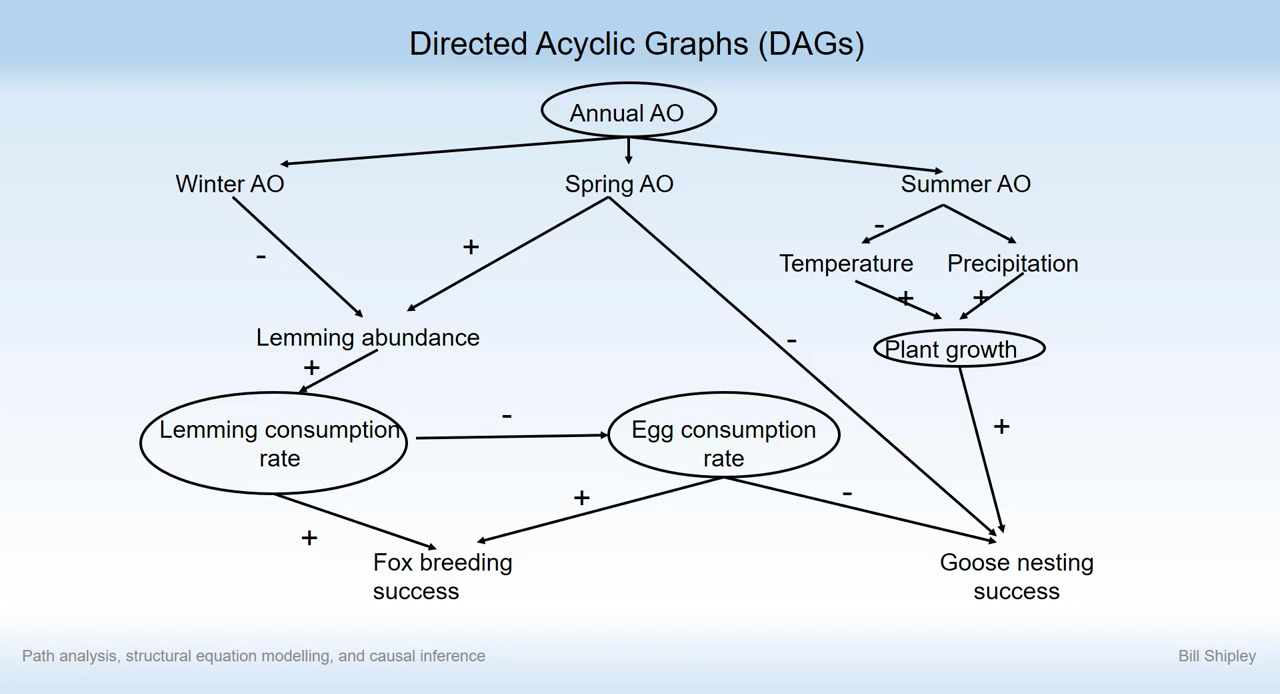 Directed Acyclic Graphs (DAGs)
Annual AO
Winter AO
Spring AO
Summer AO
-
+
-
Temperature
Precipitation
+
+
Lemming abundance
-
Plant growth
+
-
+
Lemming consumption
rate
Egg consumption
rate
+
-
+
Fox breeding
success
Goose nesting
success
Path analysis, structural equation modelling, and causal inference
Bill Shipley